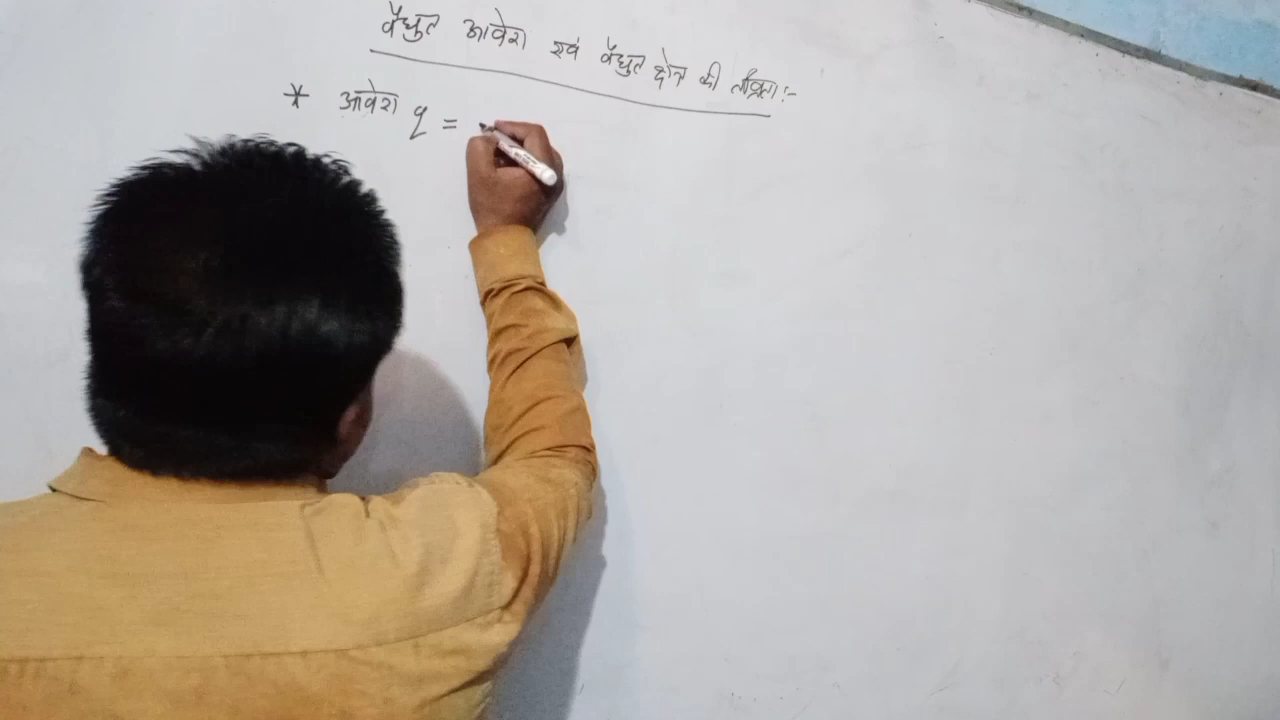 वैद्युत आवेश एवं वैद्युत क्षेत्र की तीव्रता:-
* आवेश q =